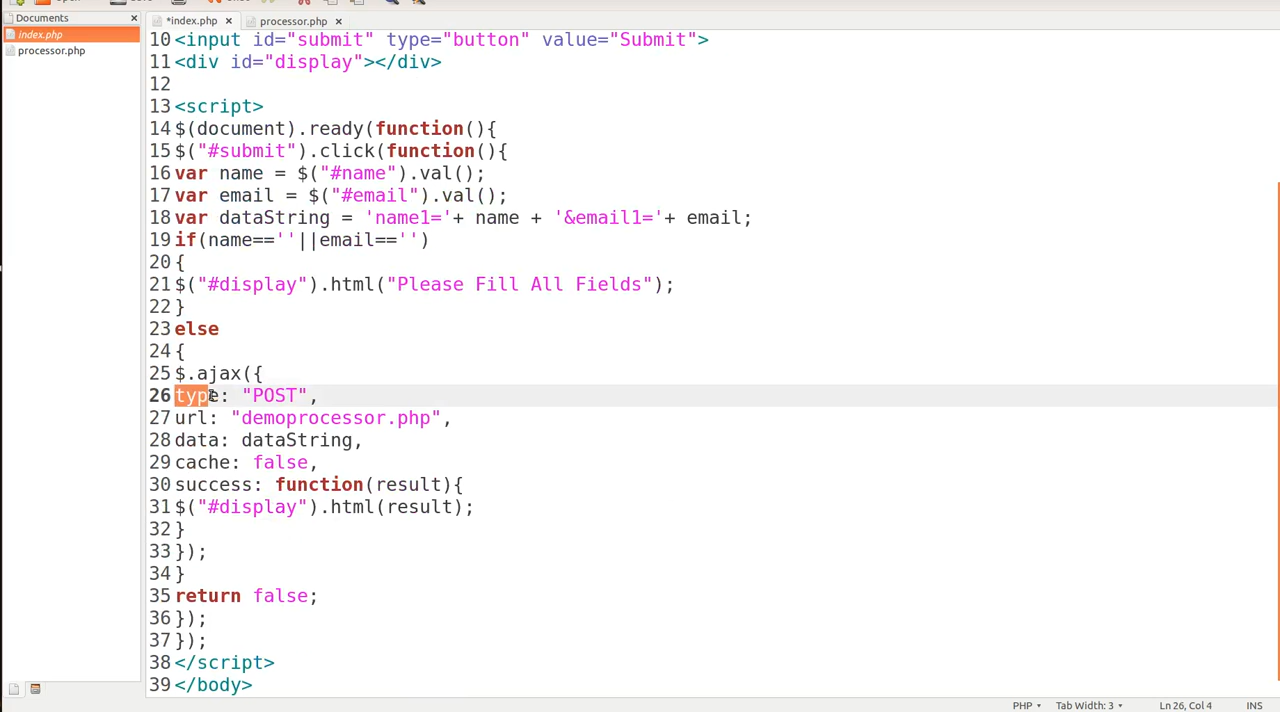 Documents
*index.php
processor.php
index.php
processor.php
10 <input id="submit" type="button" value="Submit">
11 <div id="display"></div>
12
13 <script>
14 $(document).ready(function(){
15 $("#submit").click(function(){
16 var name = $("#name").val();
17 var email = $("#email").val();
18 var dataString = 'name1='+ name + '&email1='+ email;
19 if(name==''||email=='')
20 {
21 $("#display").html("Please Fill All Fields");
22 }
23 else
24 {
25 $.ajax({
26 type: "POST",
27 url: "demoprocessor.php",
28 data: dataString,
29 cache: false,
30 success: function(result){
31 $("#display").html(result);
32 }
33 });
34 }
35 return false;
36 });
37 });
38 </script>
39 </body>
PHP Tab Width: 3 Ln 26, Col 4 INS